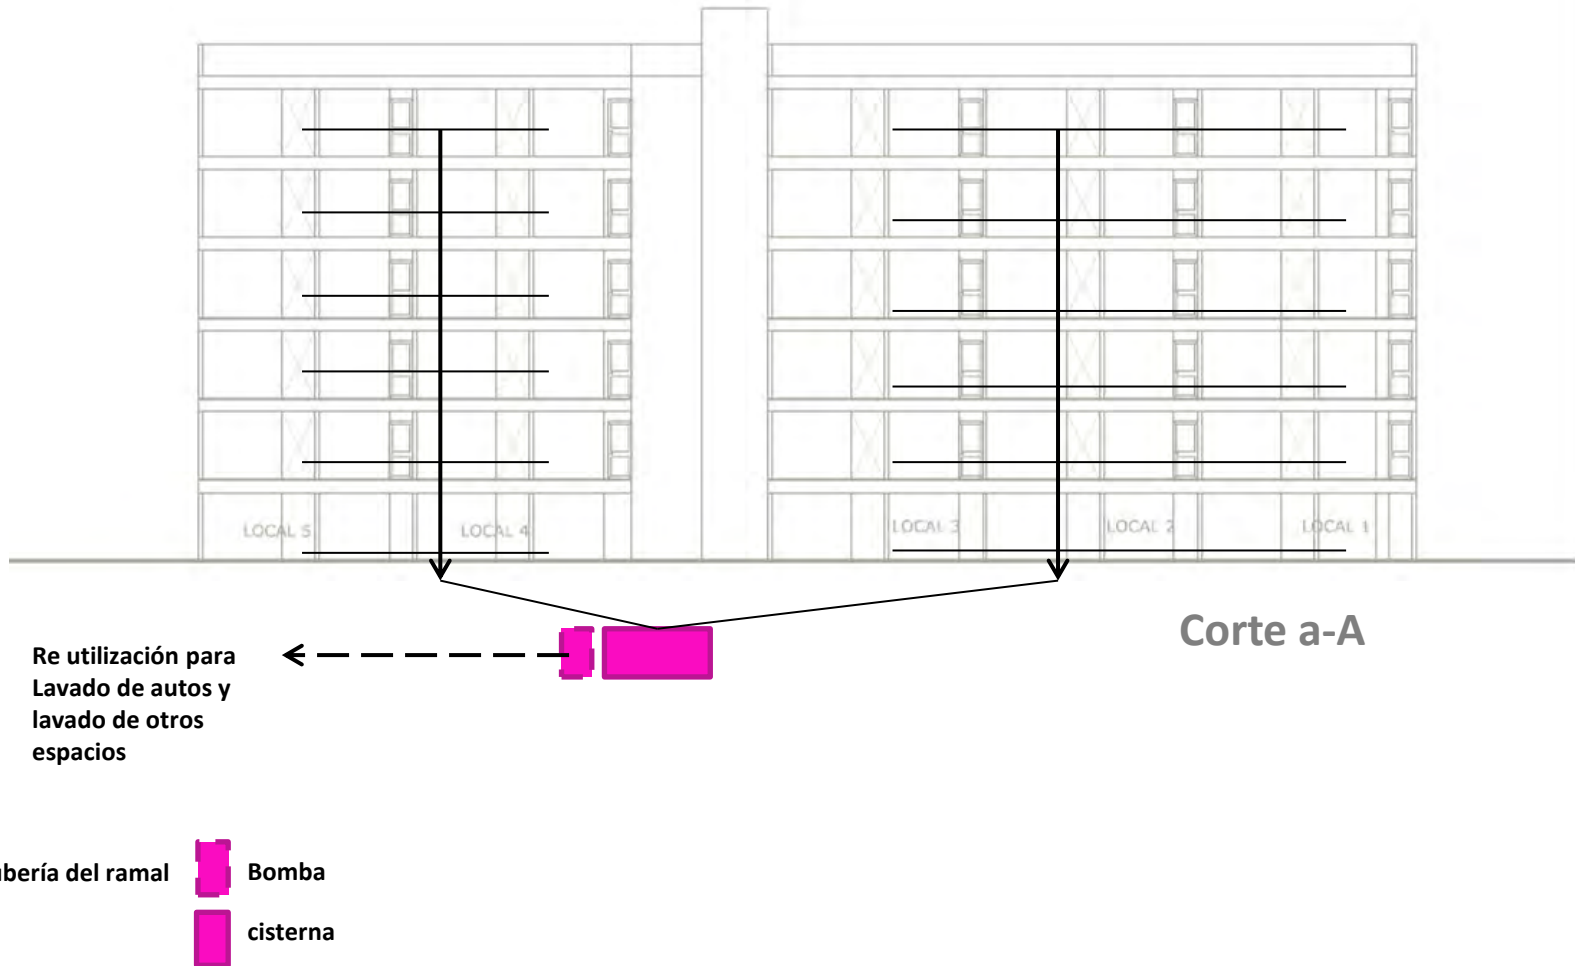 LOCAL 5
LOCAL 4
LOCAL 3
LOCAL 2
LOCAL 1
Corte a-A
Re utilización para
Lavado de autos y
lavado de otros
espacios
bería del ramal
Bomba
cisterna